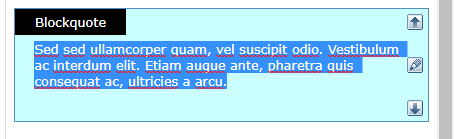 Blockquote
Sed sed ullamcorper quam, vel suscipit odio. Vestibulum
ac interdum elit. Etiam augue ante, pharetra quis
consequat ac, ultricies a arcu.